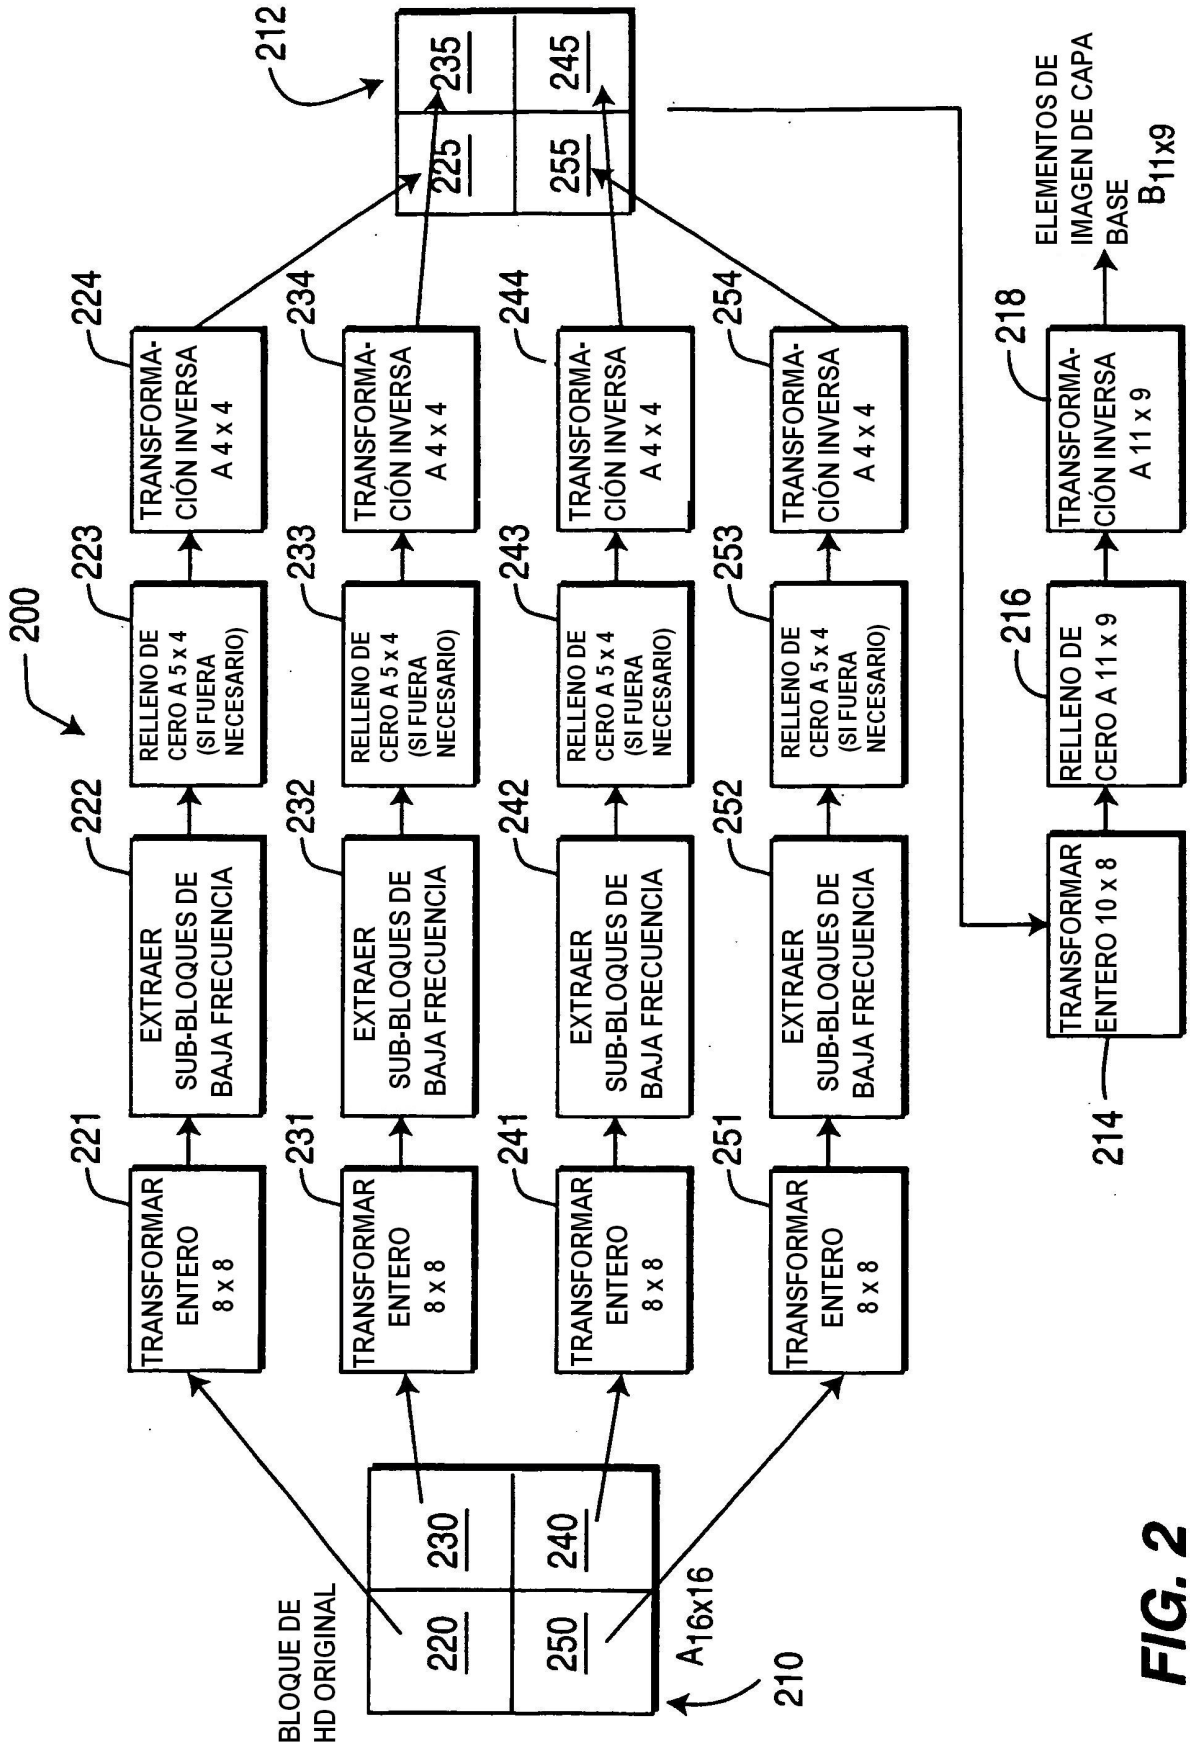 200
BLOQUE DE
HD ORIGINAL
220
230
250
240
A16x16
210
221
TRANSFORMAR
ENTERO
8 x 8
222
EXTRAER
SUB-BLOQUES DE
BAJA FRECUENCIA
223
RELLENO DE
CERO A 5 x 4
(SI FUERA
NECESARIO)
224
TRANSFORMA-
CIÓN INVERSA
A 4 x 4
231
TRANSFORMAR
ENTERO
8 x 8
232
EXTRAER
SUB-BLOQUES DE
BAJA FRECUENCIA
233
RELLENO DE
CERO A 5 x 4
(SI FUERA
NECESARIO)
234
TRANSFORMA-
CIÓN INVERSA
A 4 x 4
241
TRANSFORMAR
ENTERO
8 x 8
242
EXTRAER
SUB-BLOQUES DE
BAJA FRECUENCIA
243
RELLENO DE
CERO A 5 x 4
(SI FUERA
NECESARIO)
244
TRANSFORMA-
CIÓN INVERSA
A 4 x 4
251
TRANSFORMAR
ENTERO
8 x 8
252
EXTRAER
SUB-BLOQUES DE
BAJA FRECUENCIA
253
RELLENO DE
CERO A 5 x 4
(SI FUERA
NECESARIO)
254
TRANSFORMA-
CIÓN INVERSA
A 4 x 4
212
225
235
255
245
214
TRANSFORMAR
ENTERO 10 x 8
216
RELLENO DE
CERO A 11 x 9
218
TRANSFORMA-
CIÓN INVERSA
A 11 x 9
ELEMENTOS DE
IMAGEN DE CAPA
BASE
B11x9
FIG. 2